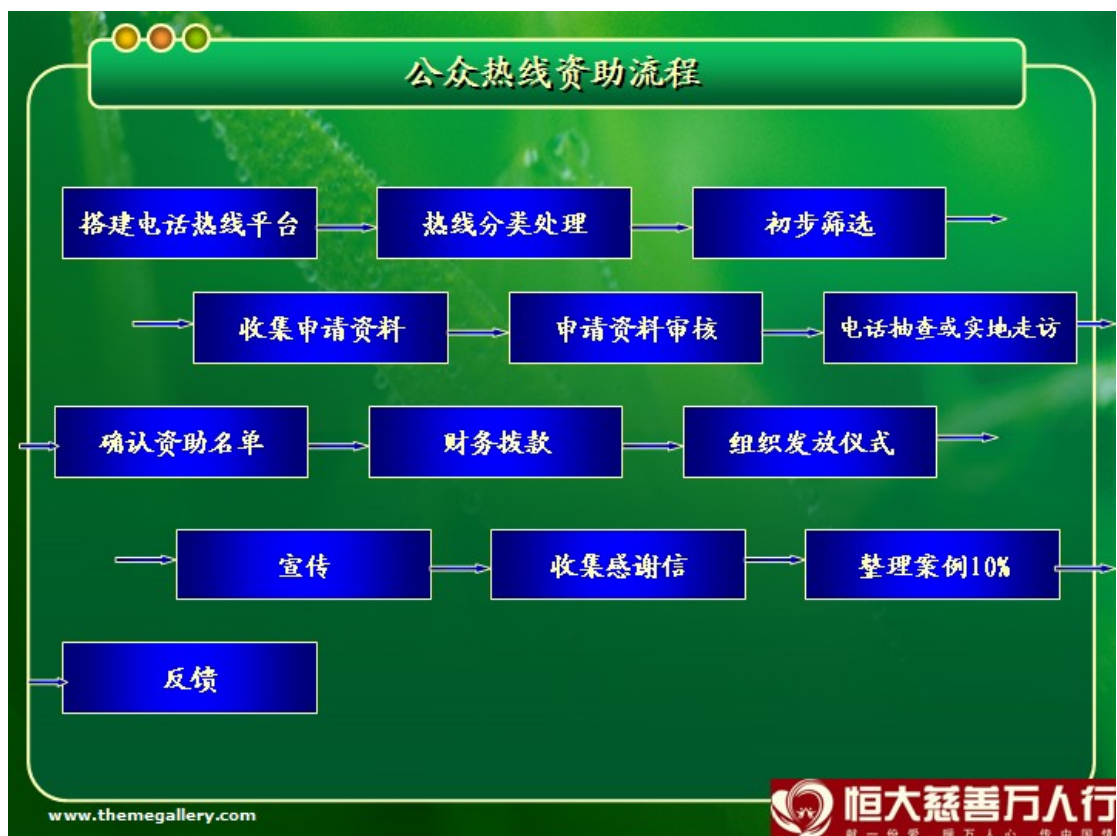 公众热线资助流程
搭建电话热线平台
热线分类处理
初步筛选
收集申请资料
申请资料审核
电话抽查或实地走访
确认资助名单
财务拨款
组织发放仪式
宣传
收集感谢信
整理案例10%
反馈
www.themegallery.com
恒大慈善万人行